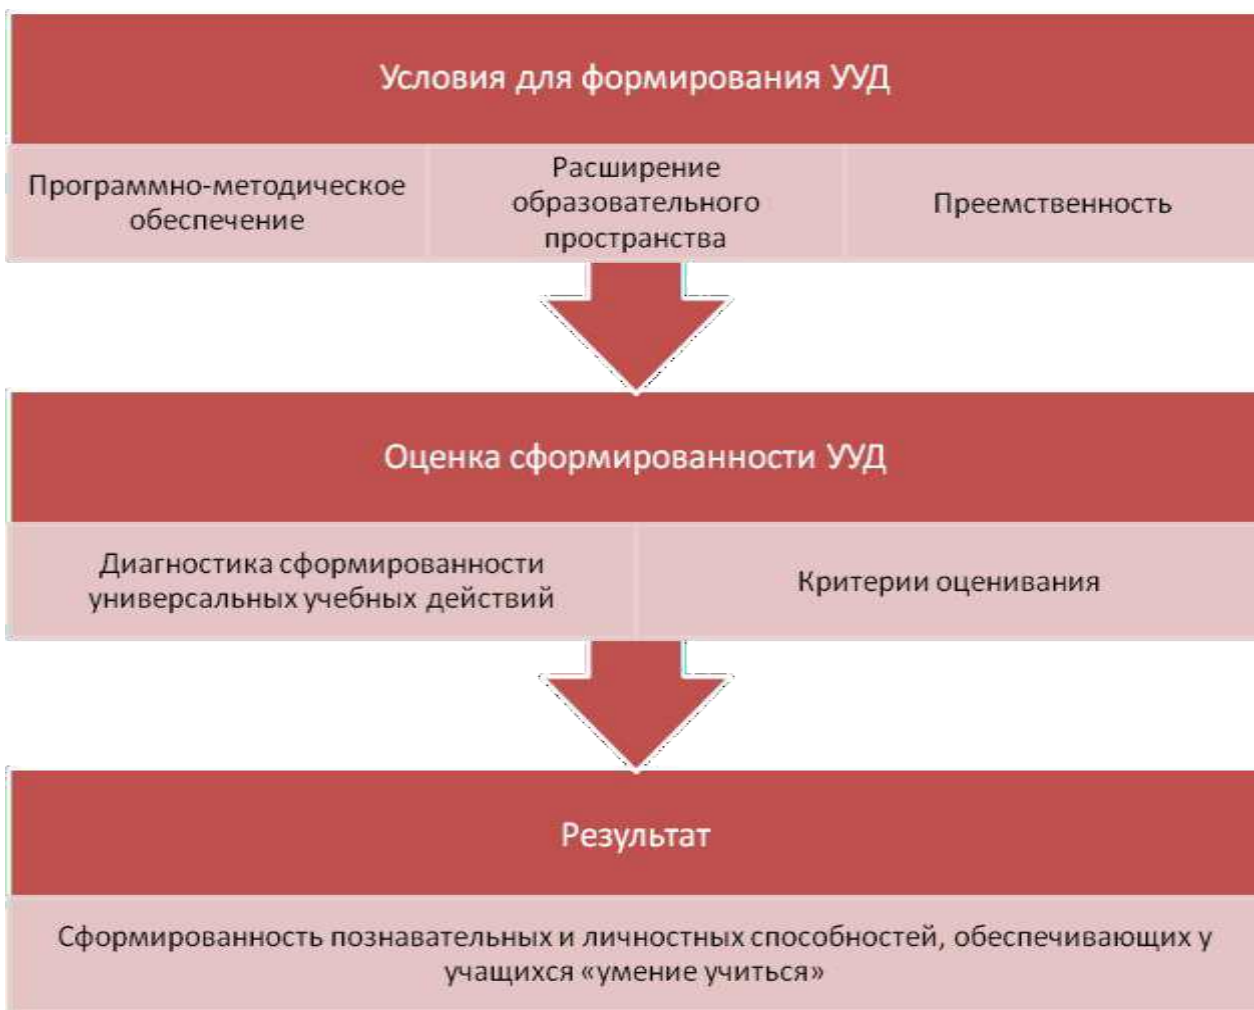 Условия для формирования УУД
Программно-методическое
обеспечение
Расширение
образовательного
пространства
Преемственность
Оценка сформированности УУД
Диагностика сформированности
универсальных учебных действий
Критерии оценивания
Результат
Сформированность познавательных и личностных способностей, обеспечивающих у
учащихся «умение учиться»